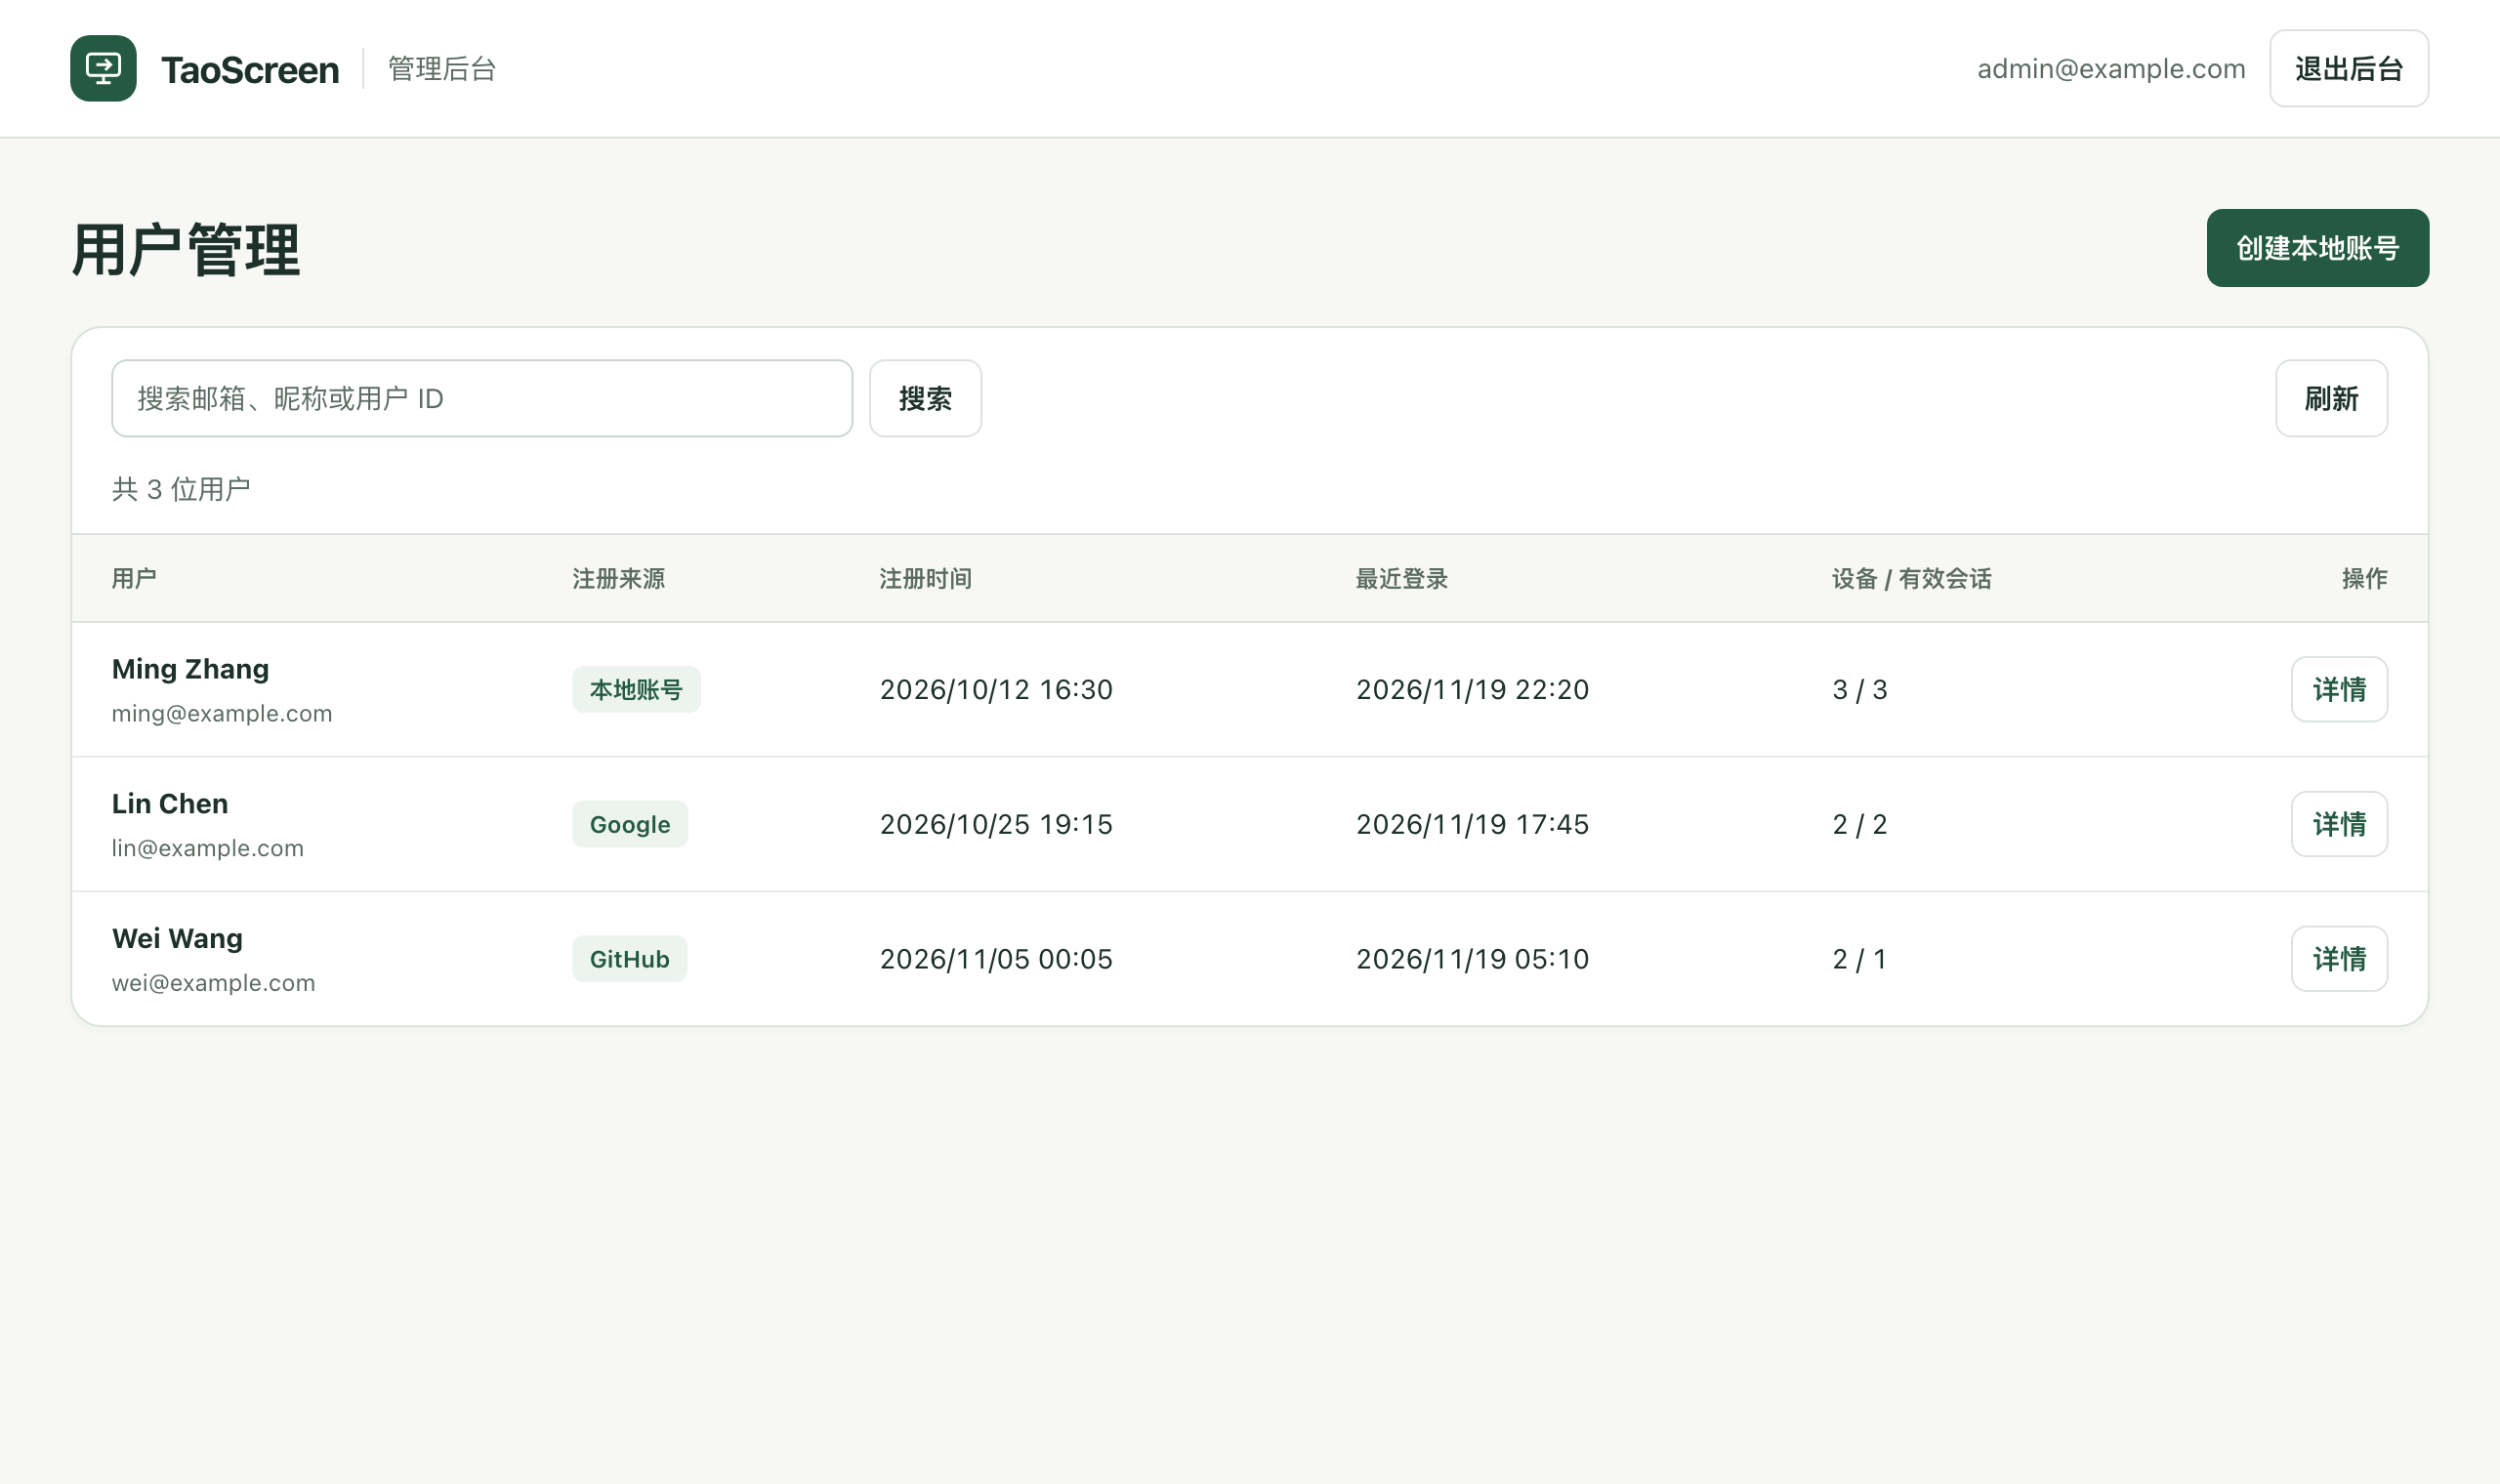 TaoScreen 管理后台 admin@example.com 退出后台
用户管理 创建本地账号
搜索邮箱、昵称或用户 ID 搜索 刷新
共 3 位用户
用户 注册来源 注册时间 最近登录 设备 / 有效会话 操作
Ming Zhang
ming@example.com
本地账号 2026/10/12 16:30 2026/11/19 22:20 3 / 3 详情
Lin Chen
lin@example.com
Google 2026/10/25 19:15 2026/11/19 17:45 2 / 2 详情
Wei Wang
wei@example.com
GitHub 2026/11/05 00:05 2026/11/19 05:10 2 / 1 详情